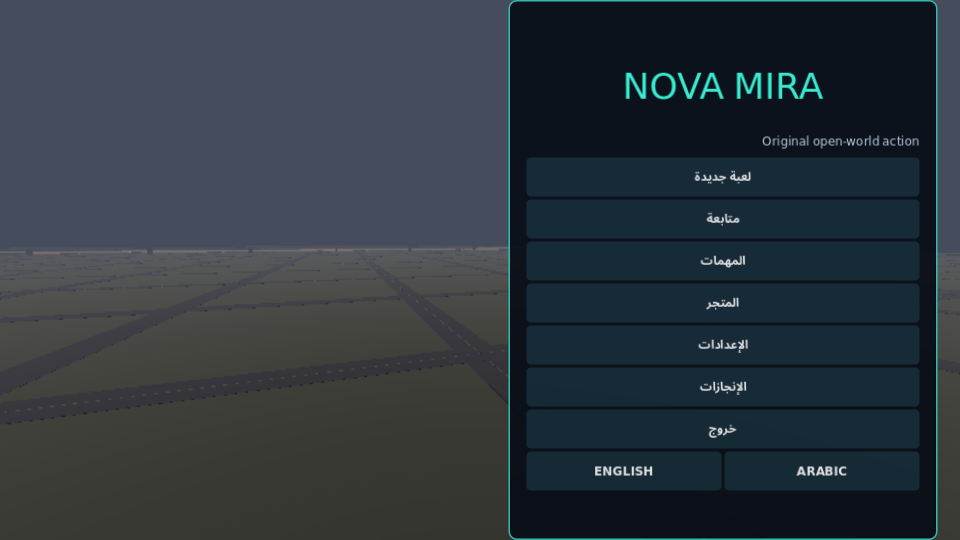 NOVA MIRA
Original open-world action
لعبة جديدة
متابعة
المهمات
المتجر
الإعدادات
الإنجازات
خروج
ENGLISH
ARABIC